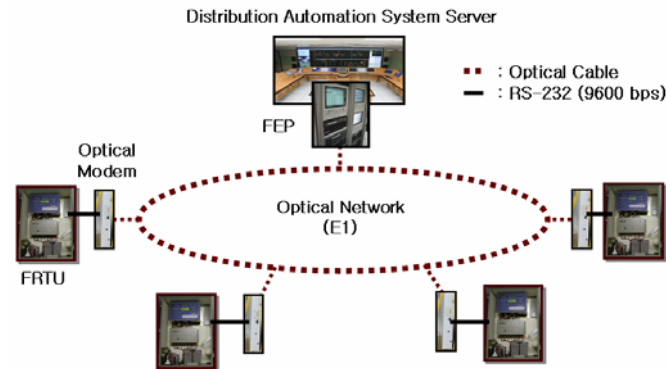 Distribution Automation System Server
: Optical Cable
: RS-232 (9600 bps)
FEP
Optical
Modem
Optical Network
(E1)
FRTU